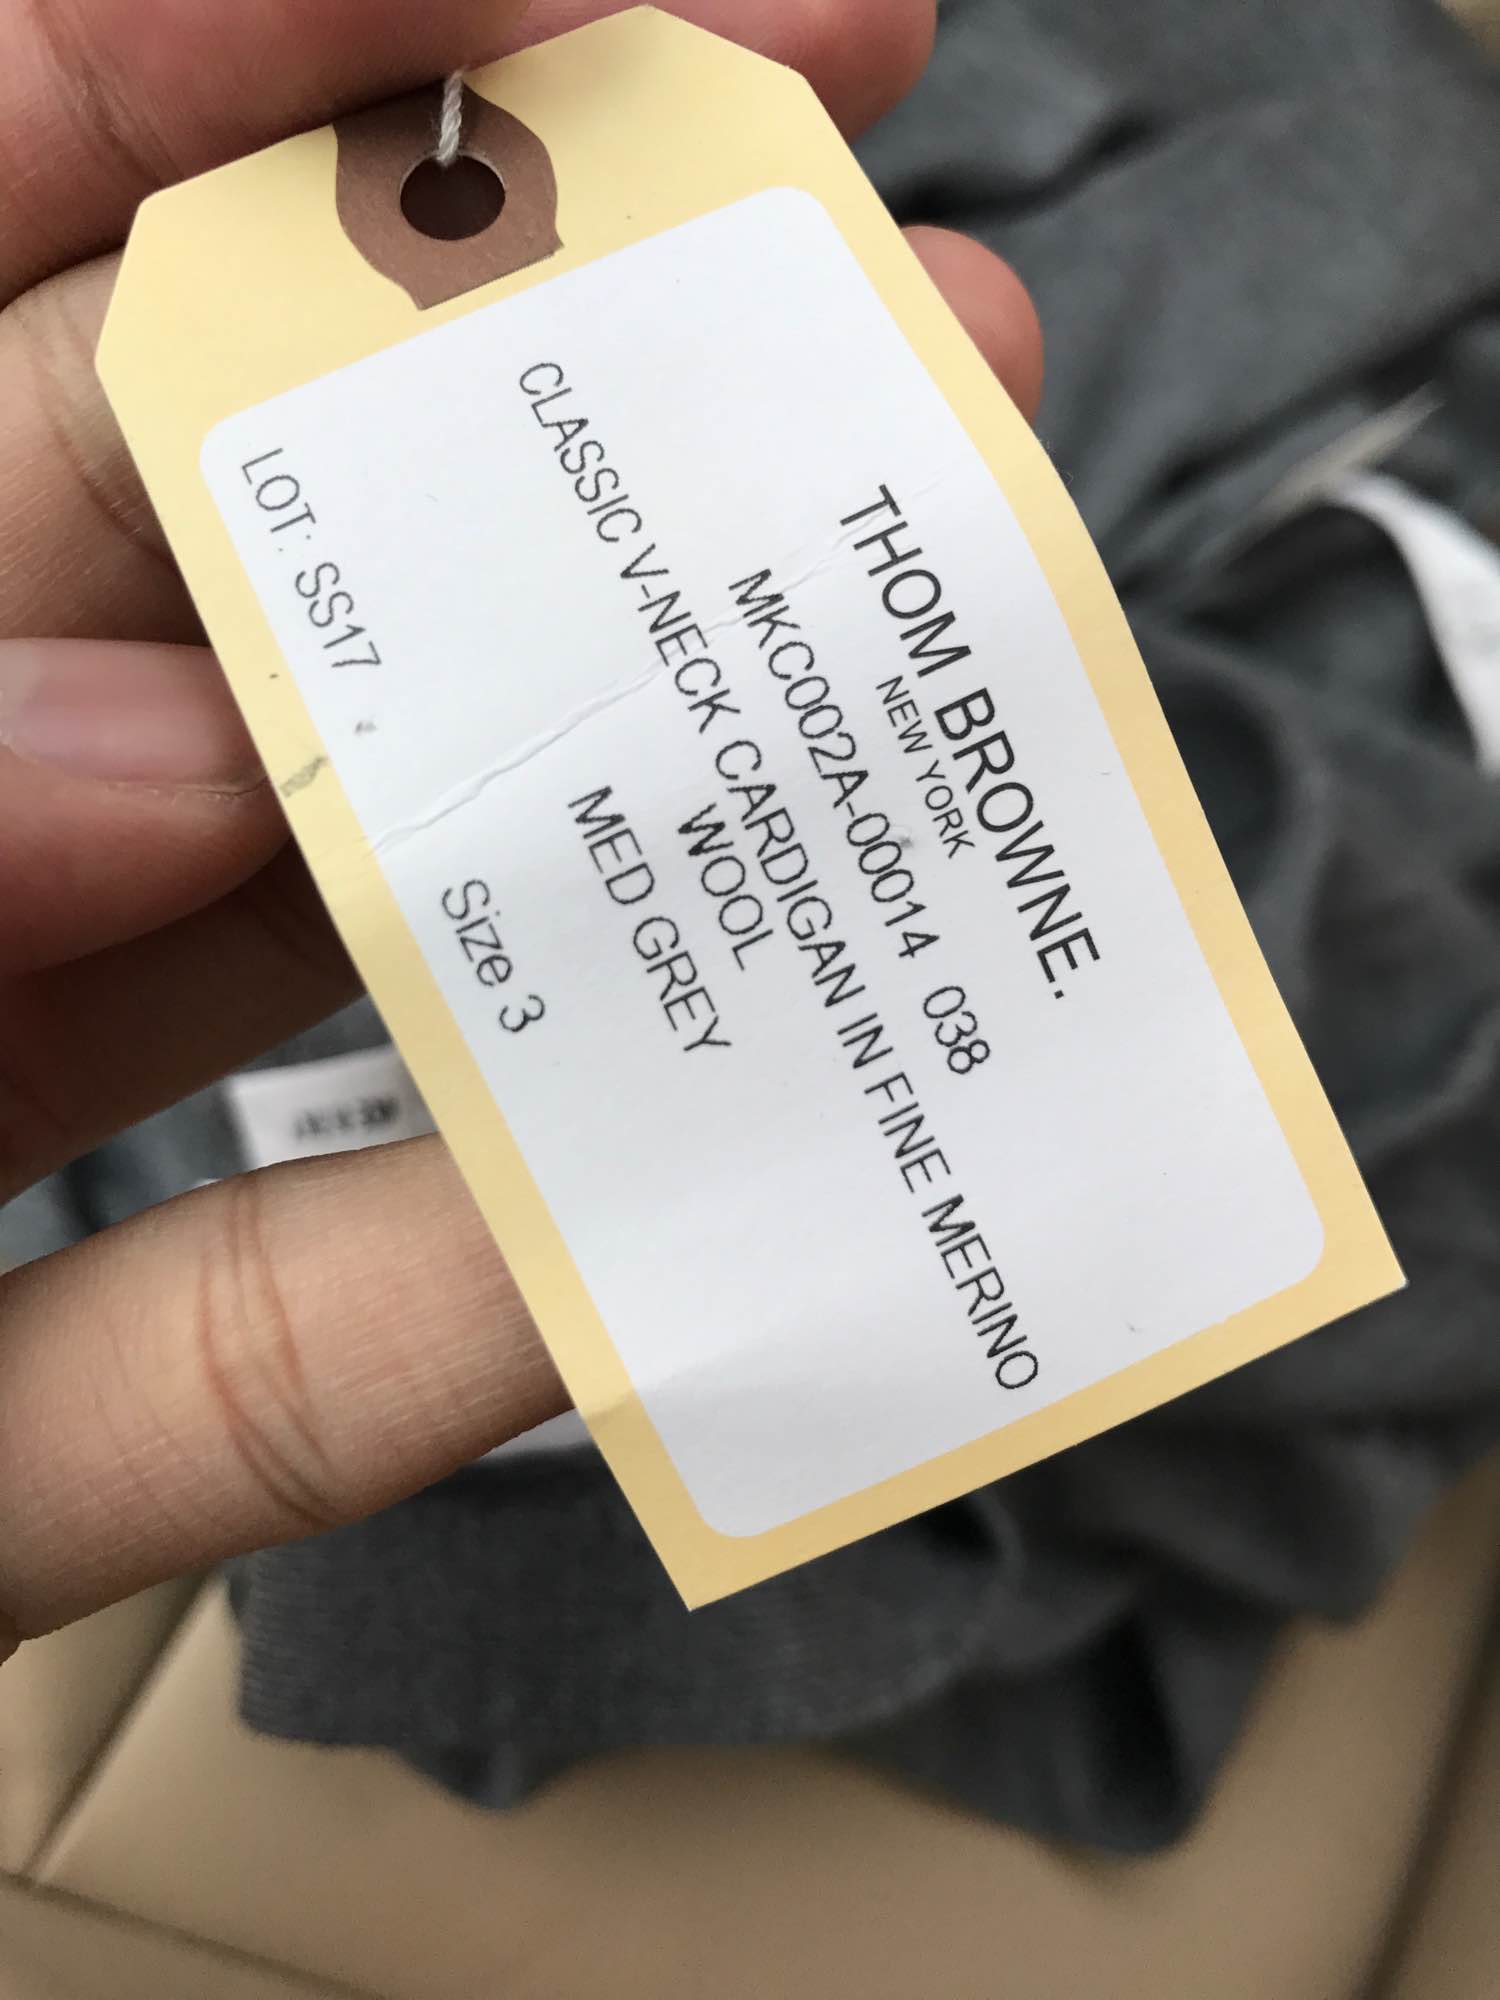 THOM BROWNE.
NEW YORK
MKC002A-00014 038
CLASSIC V-NECK CARDIGAN IN FINE MERINO
WOOL
MED GREY
Size 3
LOT: SS17